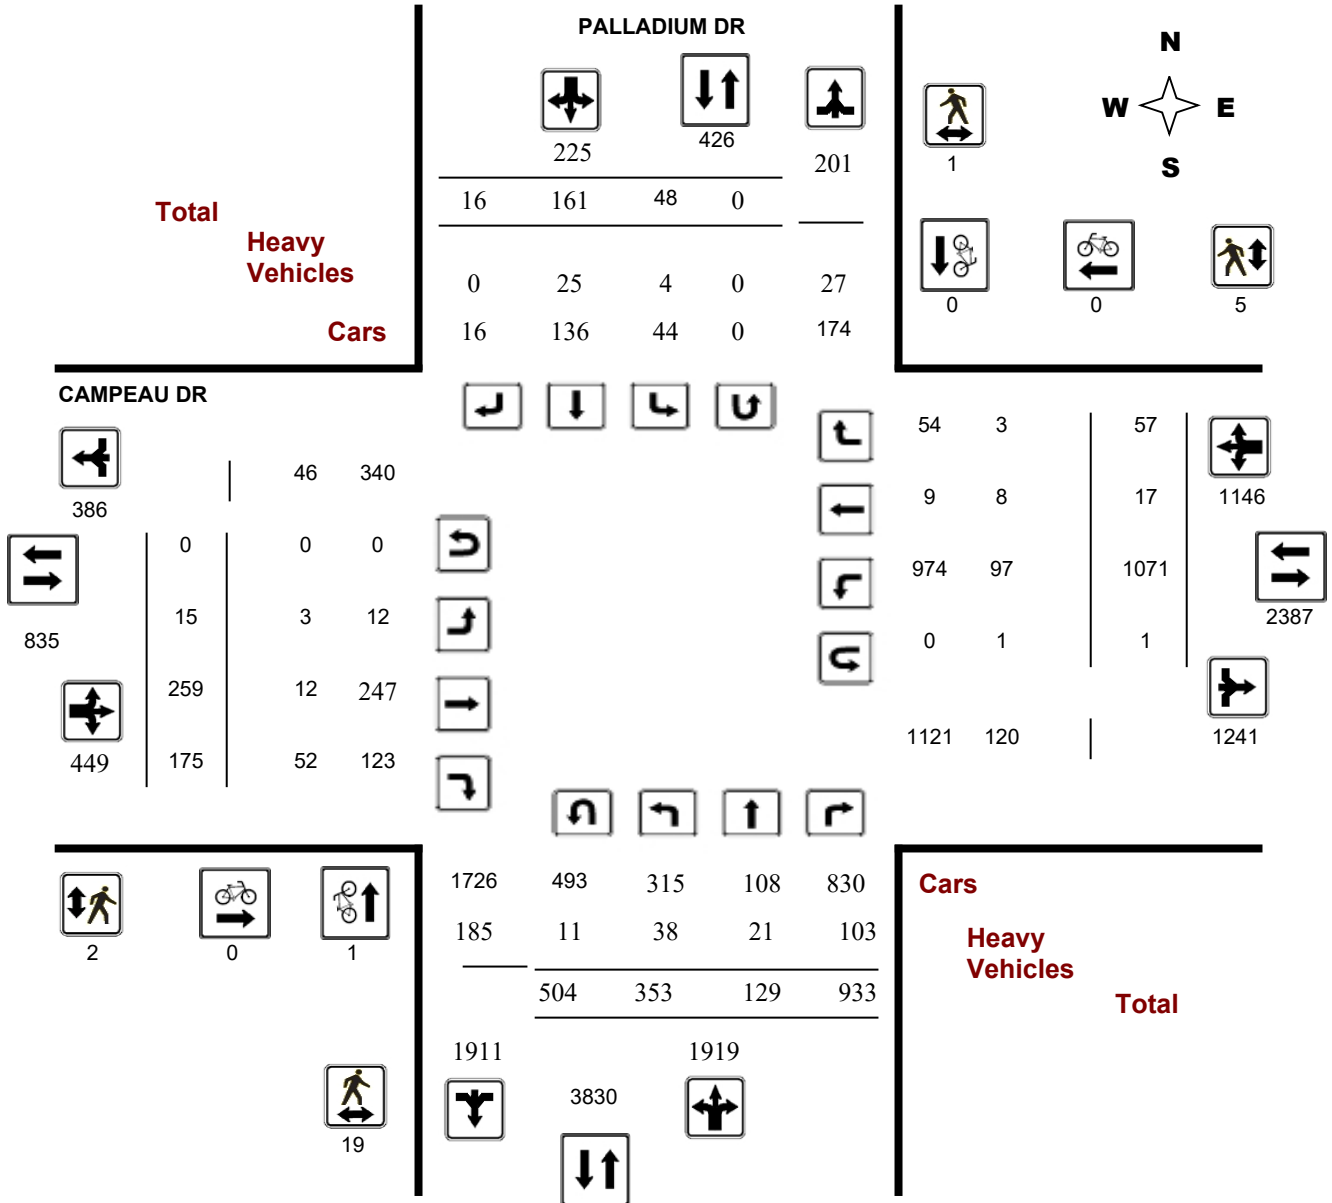 PALLADIUM DR
N
W E
S
225 426 201 1
Total 16 161 48 0
Heavy
Vehicles
0 25 4 0 27
0 0 5
Cars 16 136 44 0 174
CAMPEAU DR
54 3 57
46 340
386
9 8 17 1146
0 0 0
974 97 1071
2387
15 3 12
835
0 1 1
259 12 247
1121 120 1241
449 175 52 123
1726 493 315 108 830
Cars
2 0 1
185 11 38 21 103
Heavy
Vehicles
504 353 129 933
Total
1911 1919
3830
19